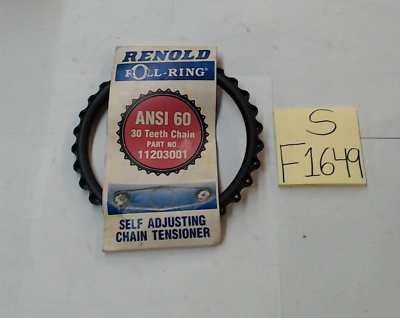 RENOLD
ROLL-RING®
ANSI 60
30 Teeth Chain
PART NO.
11203001
SELF ADJUSTING
CHAIN TENSIONER
S
F1649